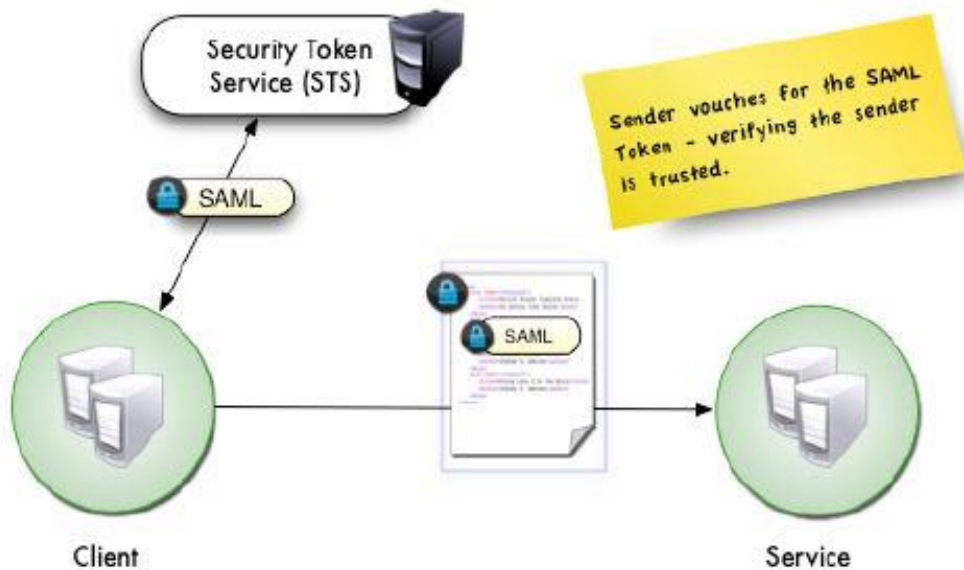 Security Token
Service (STS)
Sender vouches for the SAML
Token - verifying the sender
is trusted.
SAML
SAML
Client
Service